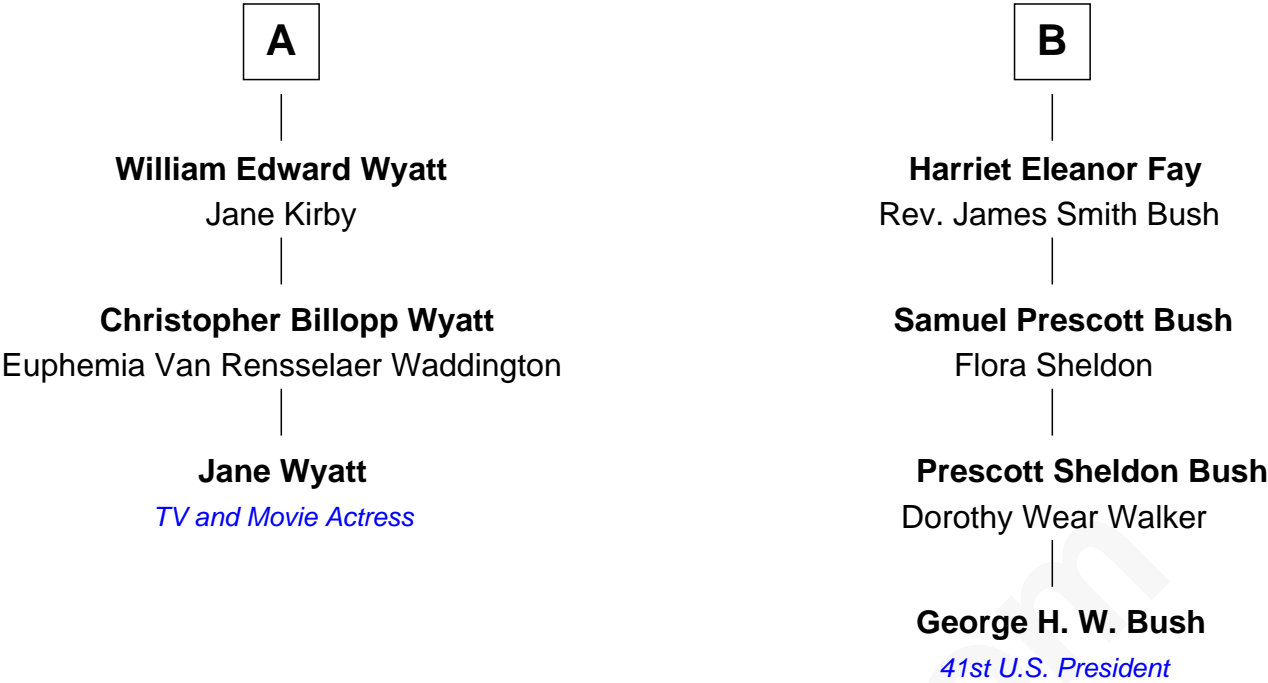 A
William Edward Wyatt
Jane Kirby
Christopher Billopp Wyatt
Euphemia Van Rensselaer Waddington
Jane Wyatt
TV and Movie Actress
B
Harriet Eleanor Fay
Rev. James Smith Bush
Samuel Prescott Bush
Flora Sheldon
Prescott Sheldon Bush
Dorothy Wear Walker
George H. W. Bush
41st U.S. President